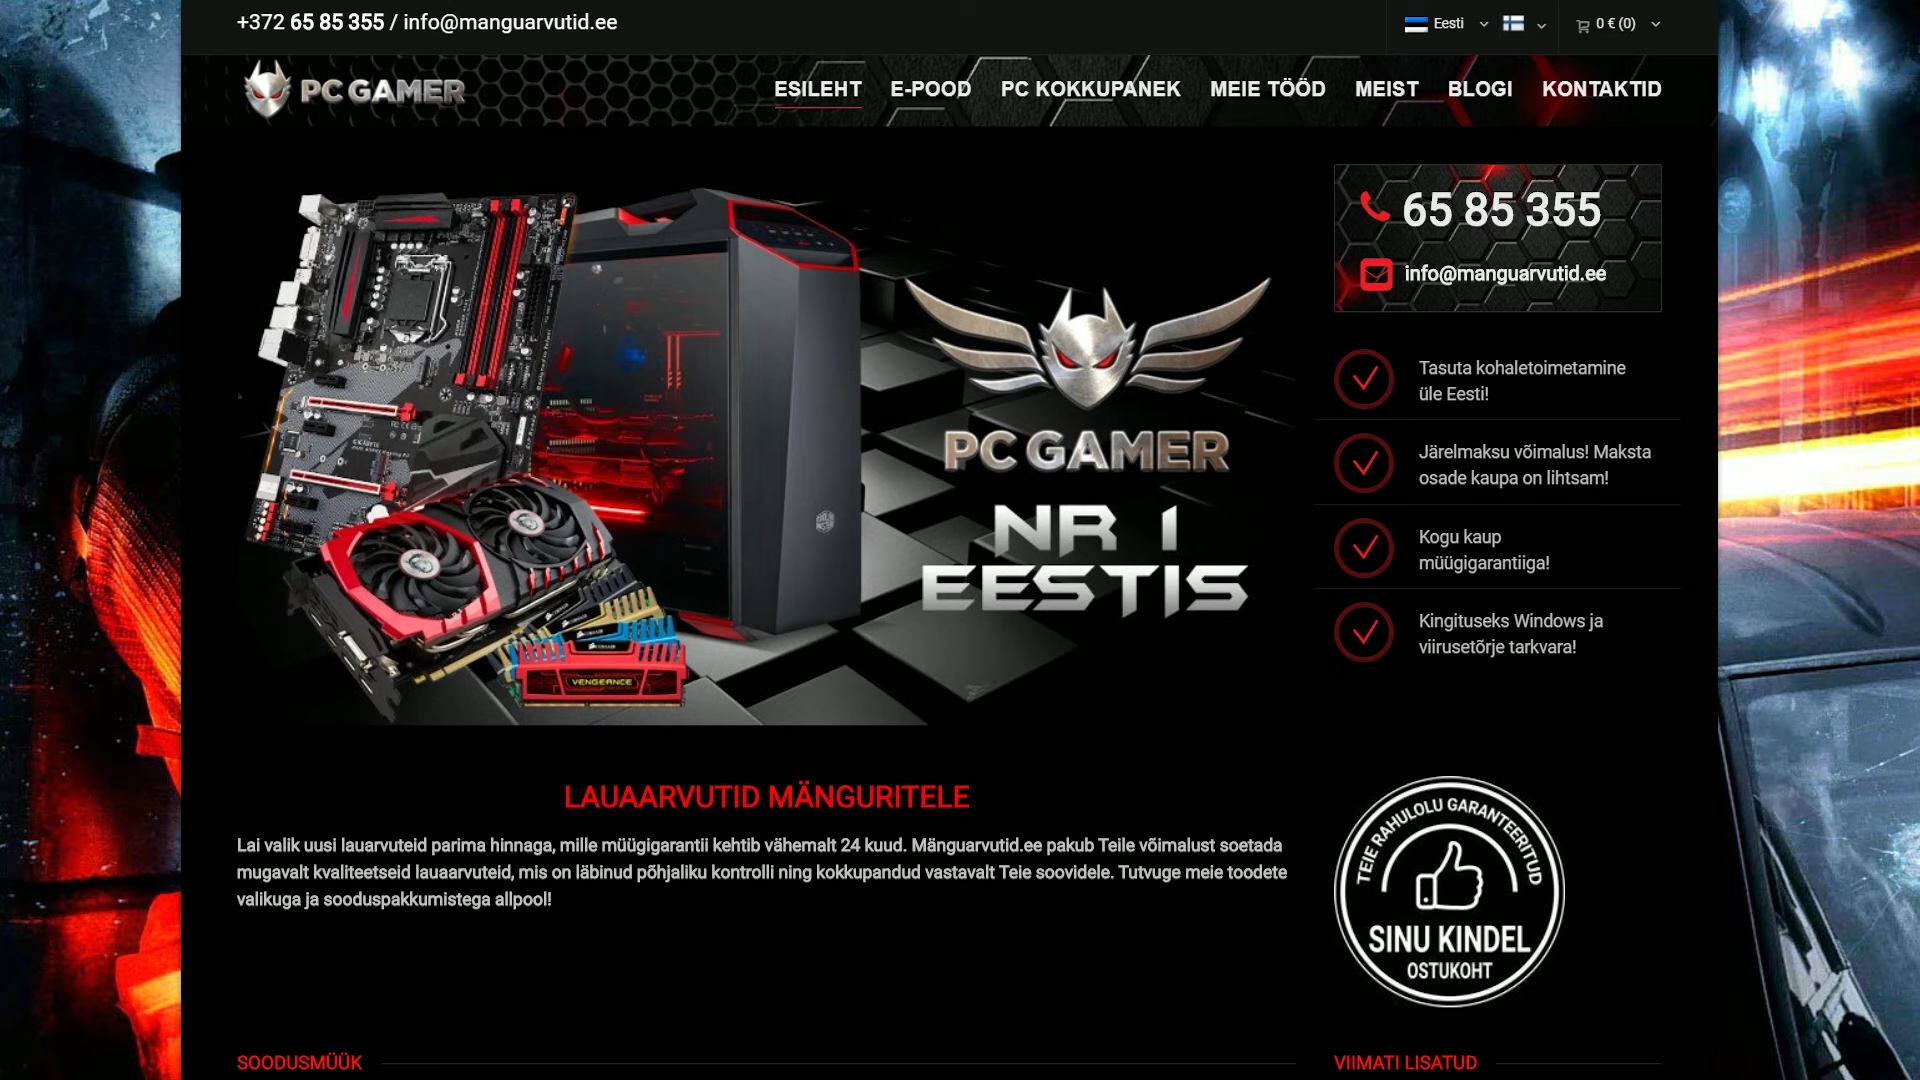 +372 65 85 355 / info@manguarvutid.ee
Eesti
0 € (0)
PC GAMER
ESILEHT
E-POOD
PC KOKKUPANEK
MEIE TÖÖD
MEIST
BLOGI
KONTAKTID
PC GAMER
NR 1
EESTIS
VENGEANCE
65 85 355
info@manguarvutid.ee
Tasuta kohaletoimetamine
üle Eesti!
Järelmaksu võimalus! Maksta
osade kaupa on lihtsam!
Kogu kaup
müügigarantiiga!
Kingituseks Windows ja
viirusetõrje tarkvara!
LAUAARVUTID MÄNGURITELE
Lai valik uusi lauarvuteid parima hinnaga, mille müügigarantii kehtib vähemalt 24 kuud. Mänguarvutid.ee pakub Teile võimalust soetada
mugavalt kvaliteetseid lauaarvuteid, mis on läbinud põhjaliku kontrolli ning kokkupandud vastavalt Teie soovidele. Tutvuge meie toodete
valikuga ja sooduspakkumistega allpool!
TEIE RAHULOLU GARANTEERITUD
SINU KINDEL
OSTUKOHT
SOODUSMÜÜK
VIIMATI LISATUD